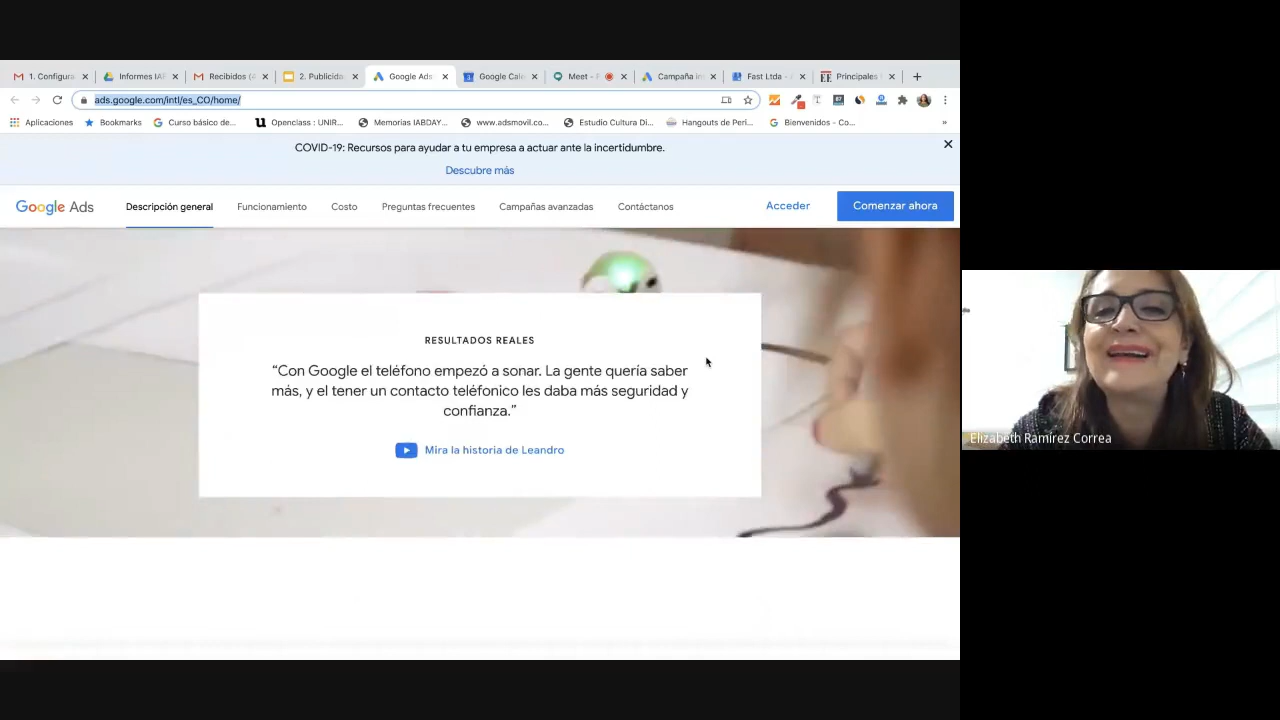 1. Configura
Informes IA
Recibidos (
2. Publicida
Google Ads
Google Cale
Meet -
Campaña in
Fast Ltda -
Principales
ads.google.com/intl/es_CO/home/
Aplicaciones
Bookmarks
Curso básico de...
Openclass : UNIR...
Memorias IABDAY...
www.adsmovil.co...
Estudio Cultura Di...
Hangouts de Peri...
Bienvenidos - Co...
»
COVID-19: Recursos para ayudar a tu empresa a actuar ante la incertidumbre.
Descubre más
Google Ads
Descripción general
Funcionamiento
Costo
Preguntas frecuentes
Campañas avanzadas
Contáctanos
Acceder
Comenzar ahora
RESULTADOS REALES
“Con Google el teléfono empezó a sonar. La gente quería saber
más, y el tener un contacto teléfonico les daba más seguridad y
confianza.”
Mira la historia de Leandro
Elizabeth Ramírez Correa